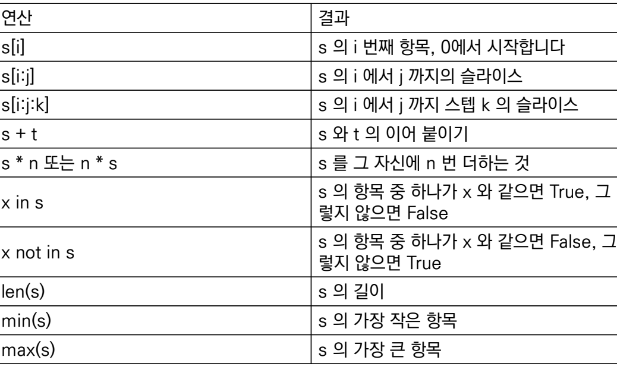 연산 결과
s[i] s 의 i 번째 항목, 0에서 시작합니다
s[i:j] s 의 i 에서 j 까지의 슬라이스
s[i:j:k] s 의 i 에서 j 까지 스텝 k 의 슬라이스
s + t s 와 t 의 이어 붙이기
s * n 또는 n * s s 를 그 자신에 n 번 더하는 것
x in s s 의 항목 중 하나가 x 와 같으면 True, 그
렇지 않으면 False
x not in s s 의 항목 중 하나가 x 와 같으면 False, 그
렇지 않으면 True
len(s) s 의 길이
min(s) s 의 가장 작은 항목
max(s) s 의 가장 큰 항목